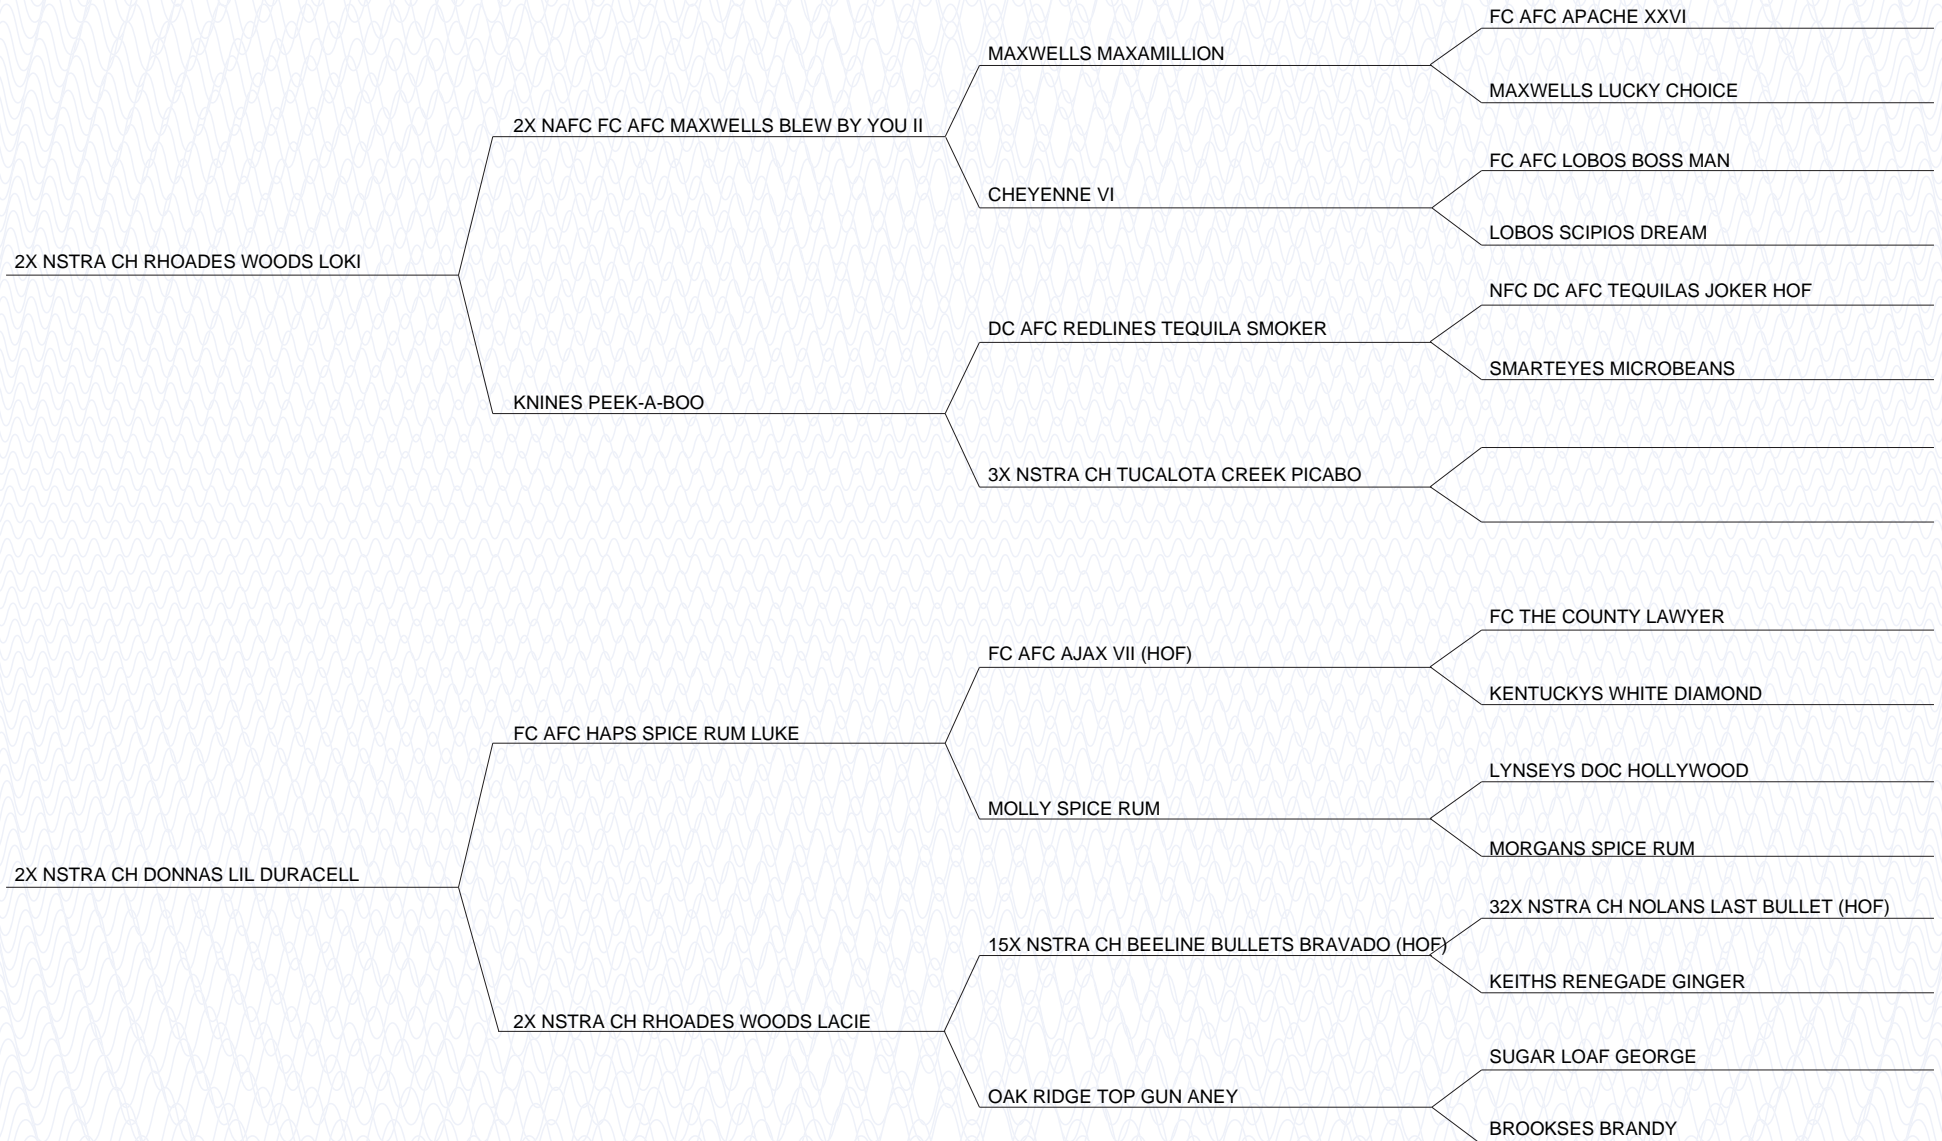 FC AFC APACHE XXVI
MAXWELLS MAXAMILLION
MAXWELLS LUCKY CHOICE
2X NAFC FC AFC MAXWELLS BLEW BY YOU II
FC AFC LOBOS BOSS MAN
CHEYENNE VI
LOBOS SCIPIOS DREAM
2X NSTRA CH RHOADES WOODS LOKI
NFC DC AFC TEQUILAS JOKER HOF
DC AFC REDLINES TEQUILA SMOKER
SMARTEYES MICROBEANS
KNINES PEEK-A-BOO
3X NSTRA CH TUCALOTA CREEK PICABO
FC THE COUNTY LAWYER
FC AFC AJAX VII (HOF)
KENTUCKYS WHITE DIAMOND
FC AFC HAPS SPICE RUM LUKE
LYNSEYS DOC HOLLYWOOD
MOLLY SPICE RUM
MORGANS SPICE RUM
2X NSTRA CH DONNAS LIL DURACELL
32X NSTRA CH NOLANS LAST BULLET (HOF)
15X NSTRA CH BEELINE BULLETS BRAVADO (HOF)
KEITHS RENEGADE GINGER
2X NSTRA CH RHOADES WOODS LACIE
SUGAR LOAF GEORGE
OAK RIDGE TOP GUN ANEY
BROOKSES BRANDY